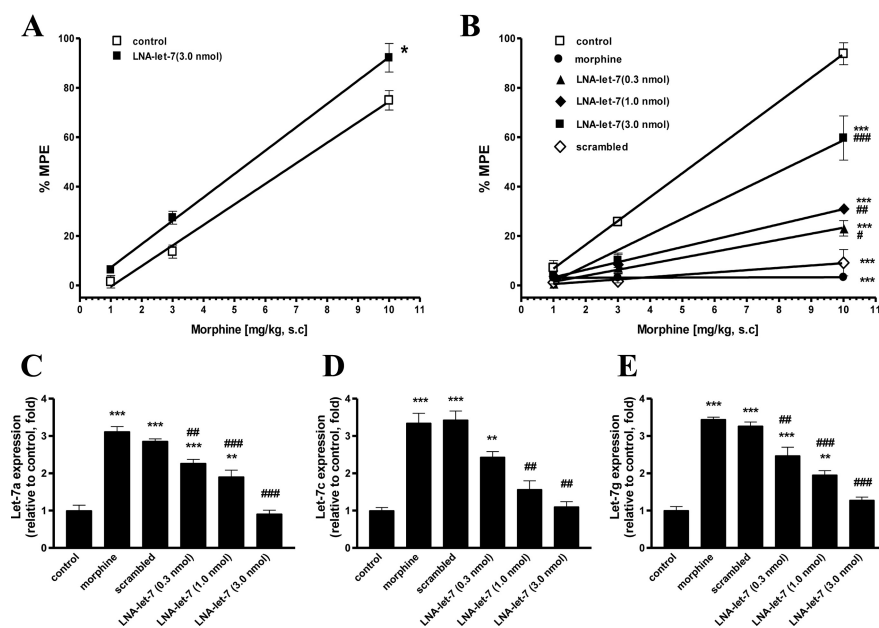 A
control
LNA-let-7(3.0 nmol)
*
100
80
60
40
20
0
% MPE
0 1 2 3 4 5 6 7 8 9 10 11
Morphine [mg/kg, s.c]
B
control
morphine
LNA-let-7(0.3 nmol)
LNA-let-7(1.0 nmol)
LNA-let-7(3.0 nmol)
scrambled
***
###
***
##
***
#
***
***
100
80
60
40
20
0
% MPE
0 1 2 3 4 5 6 7 8 9 10 11
Morphine [mg/kg, s.c]
C
Let-7a expression
(relative to control, fold)
4
3
2
1
0
***
***
##
***
###
**
###
control
morphine
scrambled
LNA-let-7 (0.3 nmol)
LNA-let-7 (1.0 nmol)
LNA-let-7 (3.0 nmol)
D
Let-7c expression
(relative to control, fold)
4
3
2
1
0
***
***
**
##
##
control
morphine
scrambled
LNA-let-7 (0.3 nmol)
LNA-let-7 (1.0 nmol)
LNA-let-7 (3.0 nmol)
E
Let-7g expression
(relative to control, fold)
4
3
2
1
0
***
***
##
***
###
**
###
control
morphine
scrambled
LNA-let-7 (0.3 nmol)
LNA-let-7 (1.0 nmol)
LNA-let-7 (3.0 nmol)